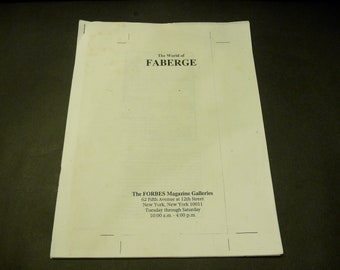 The World of
FABERGE
The FORBES Magazine Galleries
62 Fifth Avenue at 12th Street
New York, New York 10011
Tuesday through Saturday
10:00 a.m. - 4:00 p.m.